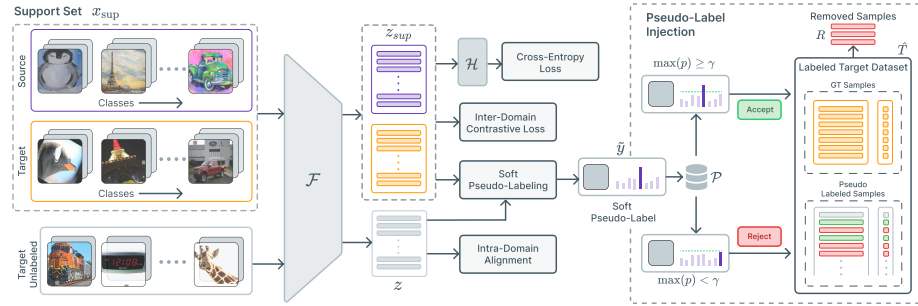 Support Set x_sup
Source
Classes
Target
Classes
Target
Unlabeled
12:08
F
z_sup
z
H
Cross-Entropy
Loss
Inter-Domain
Contrastive Loss
Soft
Pseudo-Labeling
Intra-Domain
Alignment
ỹ
Soft
Pseudo-Label
Pseudo-Label
Injection
max(p) ≥ γ
Accept
P
Reject
max(p) < γ
Removed Samples
R
T̂
Labeled Target Dataset
GT Samples
Pseudo
Labeled Samples